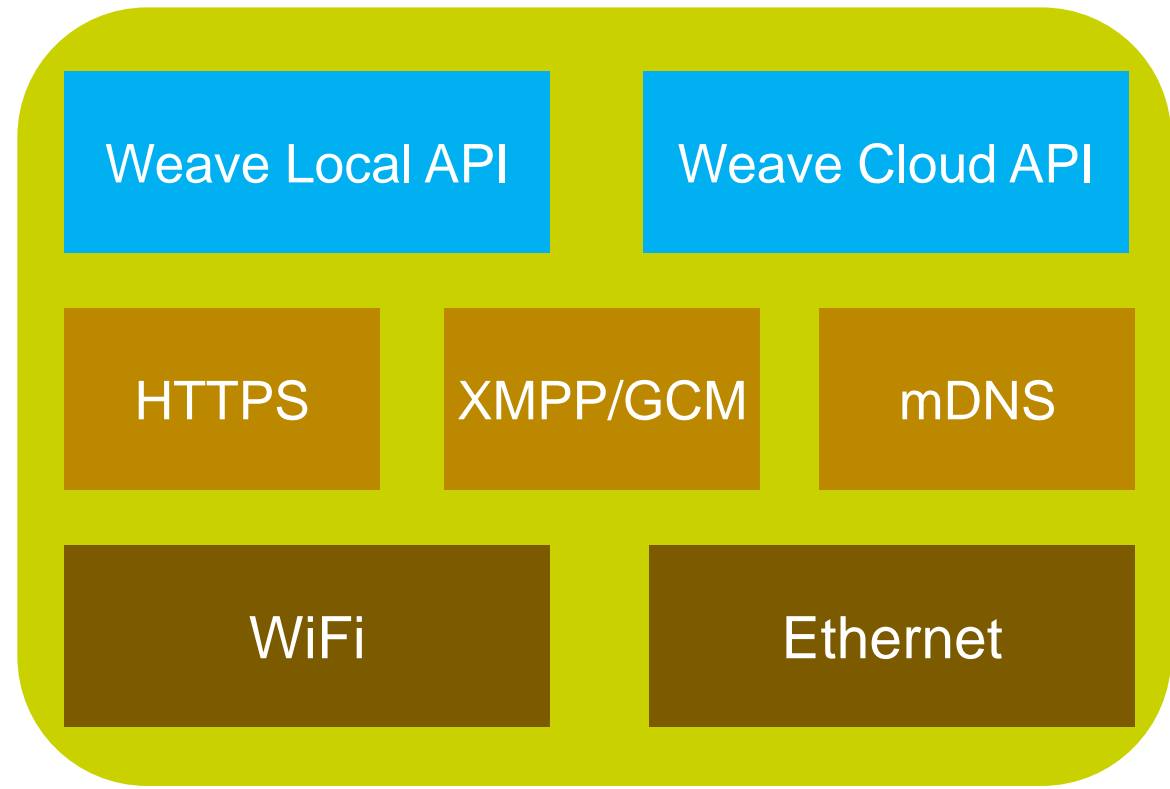 Weave Local API
Weave Cloud API
HTTPS
XMPP/GCM
mDNS
WiFi
Ethernet